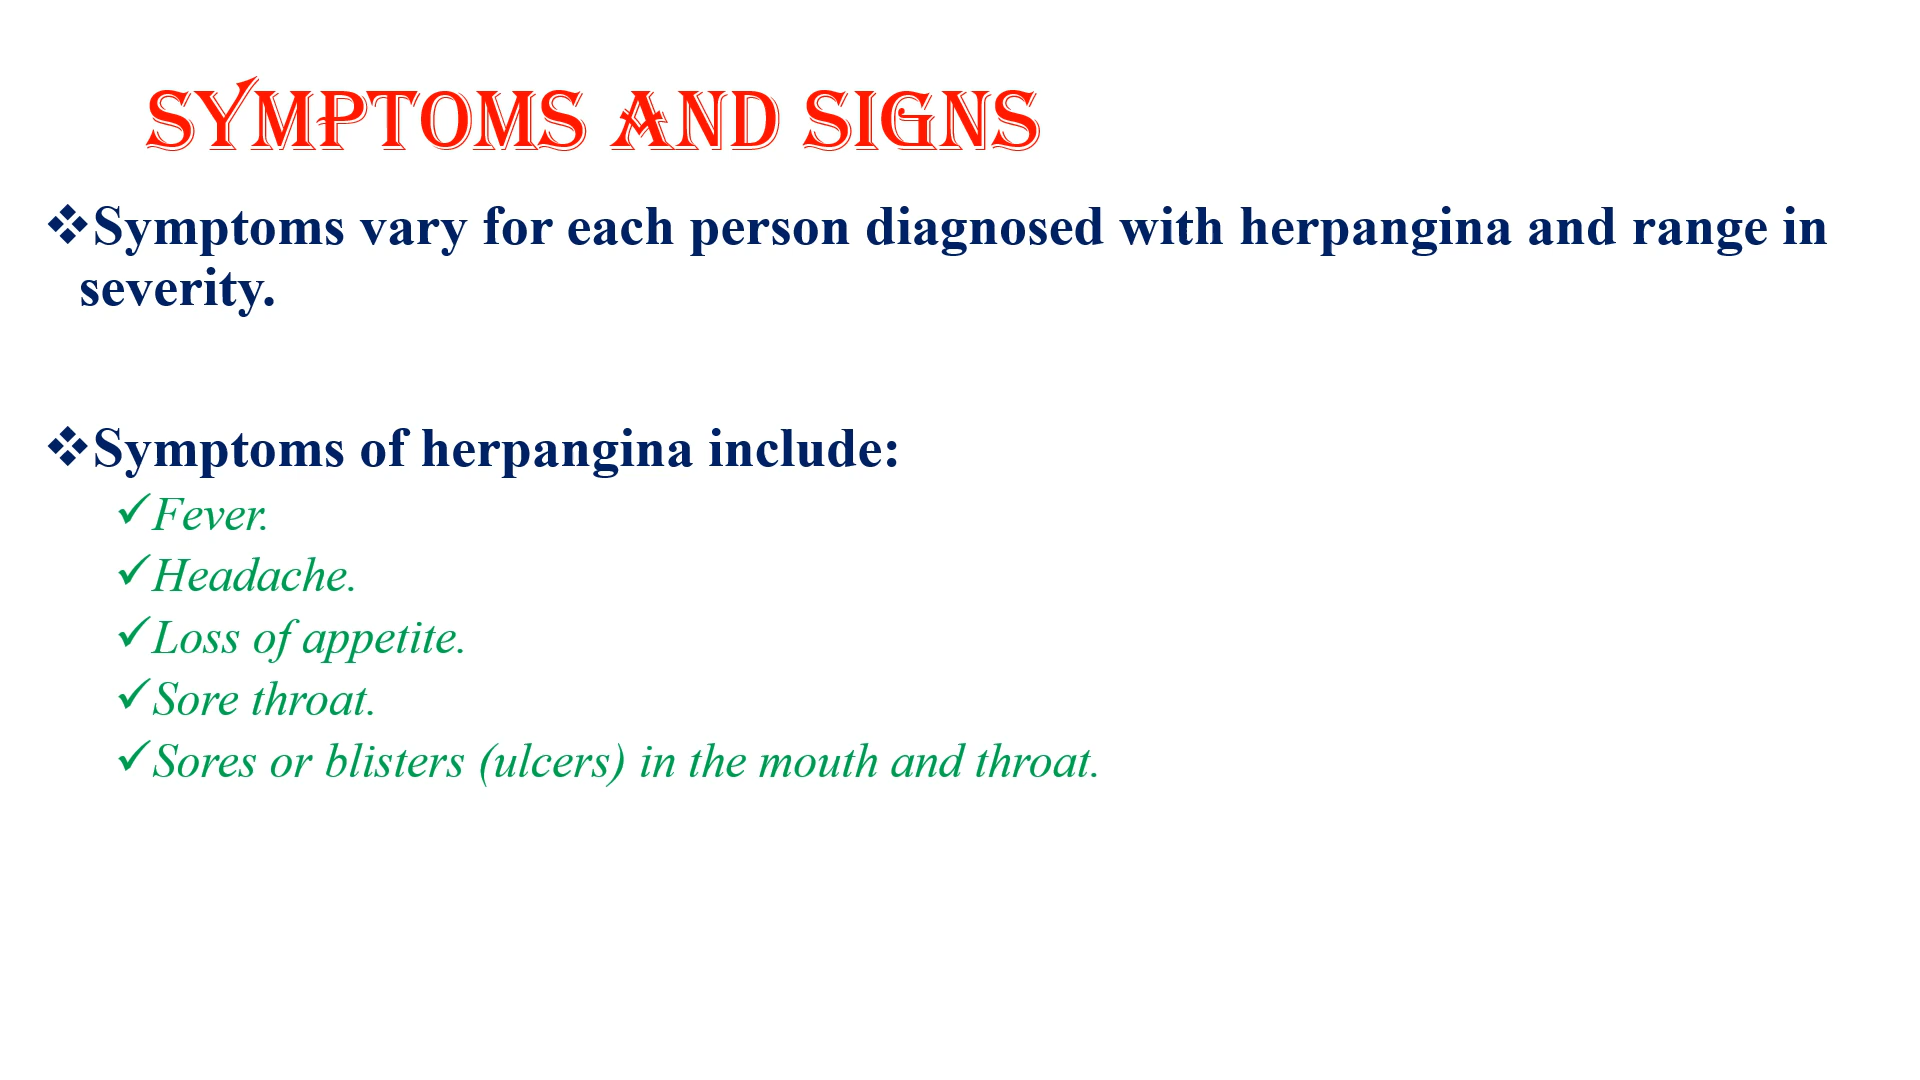 SYMPTOMS AND SIGNS
❖Symptoms vary for each person diagnosed with herpangina and range in
severity.
❖Symptoms of herpangina include:
✓Fever.
✓Headache.
✓Loss of appetite.
✓Sore throat.
✓Sores or blisters (ulcers) in the mouth and throat.